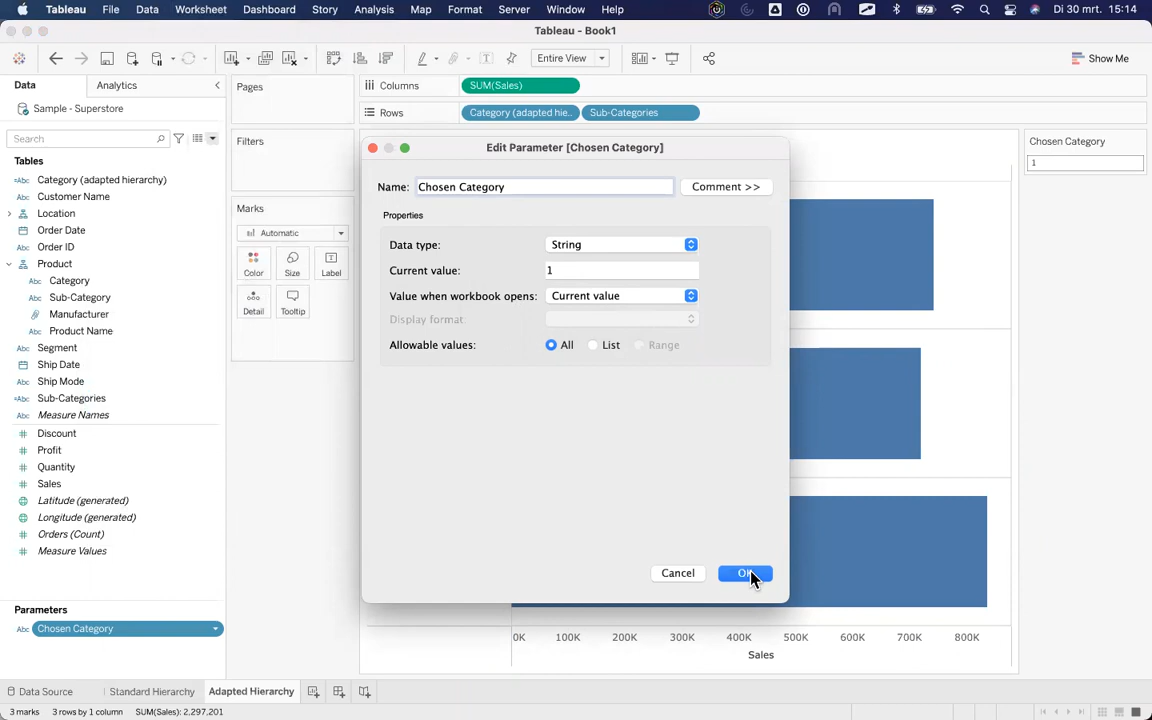 Tableau File Data Worksheet Dashboard Story Analysis Map Format Server Window Help Di 30 mrt. 15:14
Tableau - Book1
Entire View Show Me
Data Analytics
Pages
Columns SUM(Sales)
Sample - Superstore
Rows Category (adapted hie.. Sub-Categories
Search
Filters
Chosen Category
1
Tables
Category (adapted hierarchy)
Customer Name
Location
Order Date
Order ID
Product
Category
Sub-Category
Manufacturer
Product Name
Segment
Ship Date
Ship Mode
Sub-Categories
Measure Names
Discount
Profit
Quantity
Sales
Latitude (generated)
Longitude (generated)
Orders (Count)
Measure Values
Parameters
Chosen Category
Marks
Automatic
Color Size Label
Detail Tooltip
Edit Parameter [Chosen Category]
Name: Chosen Category Comment >>
Properties
Data type: String
Current value: 1
Value when workbook opens: Current value
Display format:
Allowable values: All List Range
Cancel OK
0K 100K 200K 300K 400K 500K 600K 700K 800K
Sales
Data Source Standard Hierarchy Adapted Hierarchy
3 marks 3 rows by 1 column SUM(Sales): 2,297,201